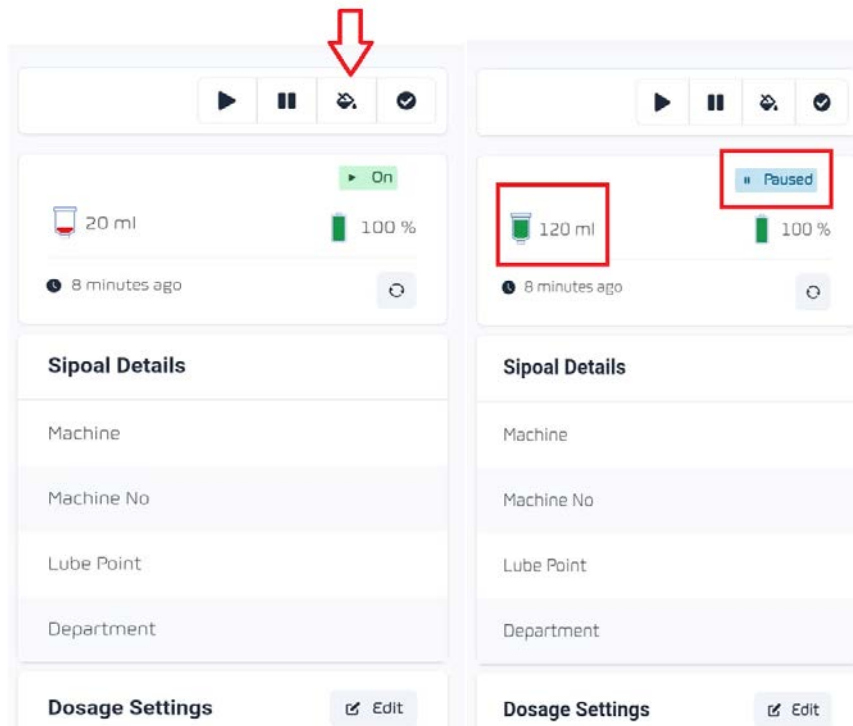 On
20 ml
100 %
8 minutes ago
Sipoal Details
Machine
Machine No
Lube Point
Department
Dosage Settings
Edit
Paused
120 ml
100 %
8 minutes ago
Sipoal Details
Machine
Machine No
Lube Point
Department
Dosage Settings
Edit